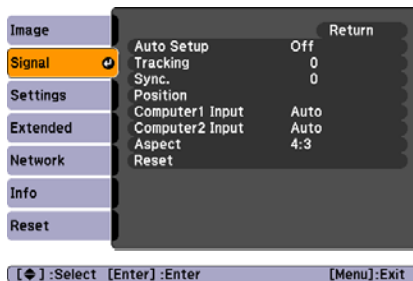 Image
Signal
Settings
Extended
Network
Info
Reset
Return
Auto Setup Off
Tracking 0
Sync. 0
Position
Computer1 Input Auto
Computer2 Input Auto
Aspect 4:3
Reset
[ ] :Select [Enter] :Enter [Menu]:Exit